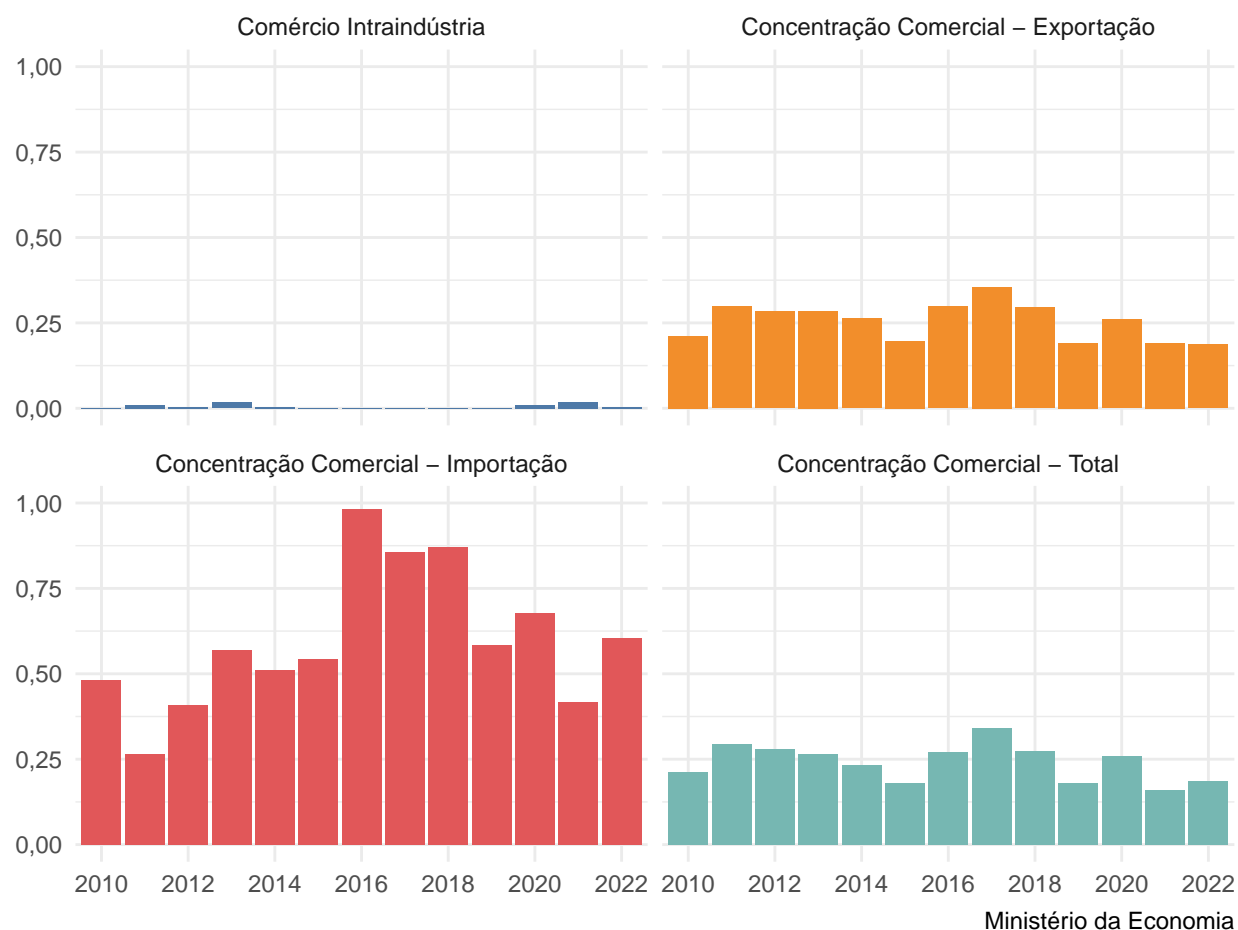 Comércio Intraindústria
Concentração Comercial – Exportação
1,00
0,75
0,50
0,25
0,00
Concentração Comercial – Importação
Concentração Comercial – Total
1,00
0,75
0,50
0,25
0,00
2010 2012 2014 2016 2018 2020 2022
2010 2012 2014 2016 2018 2020 2022
Ministério da Economia